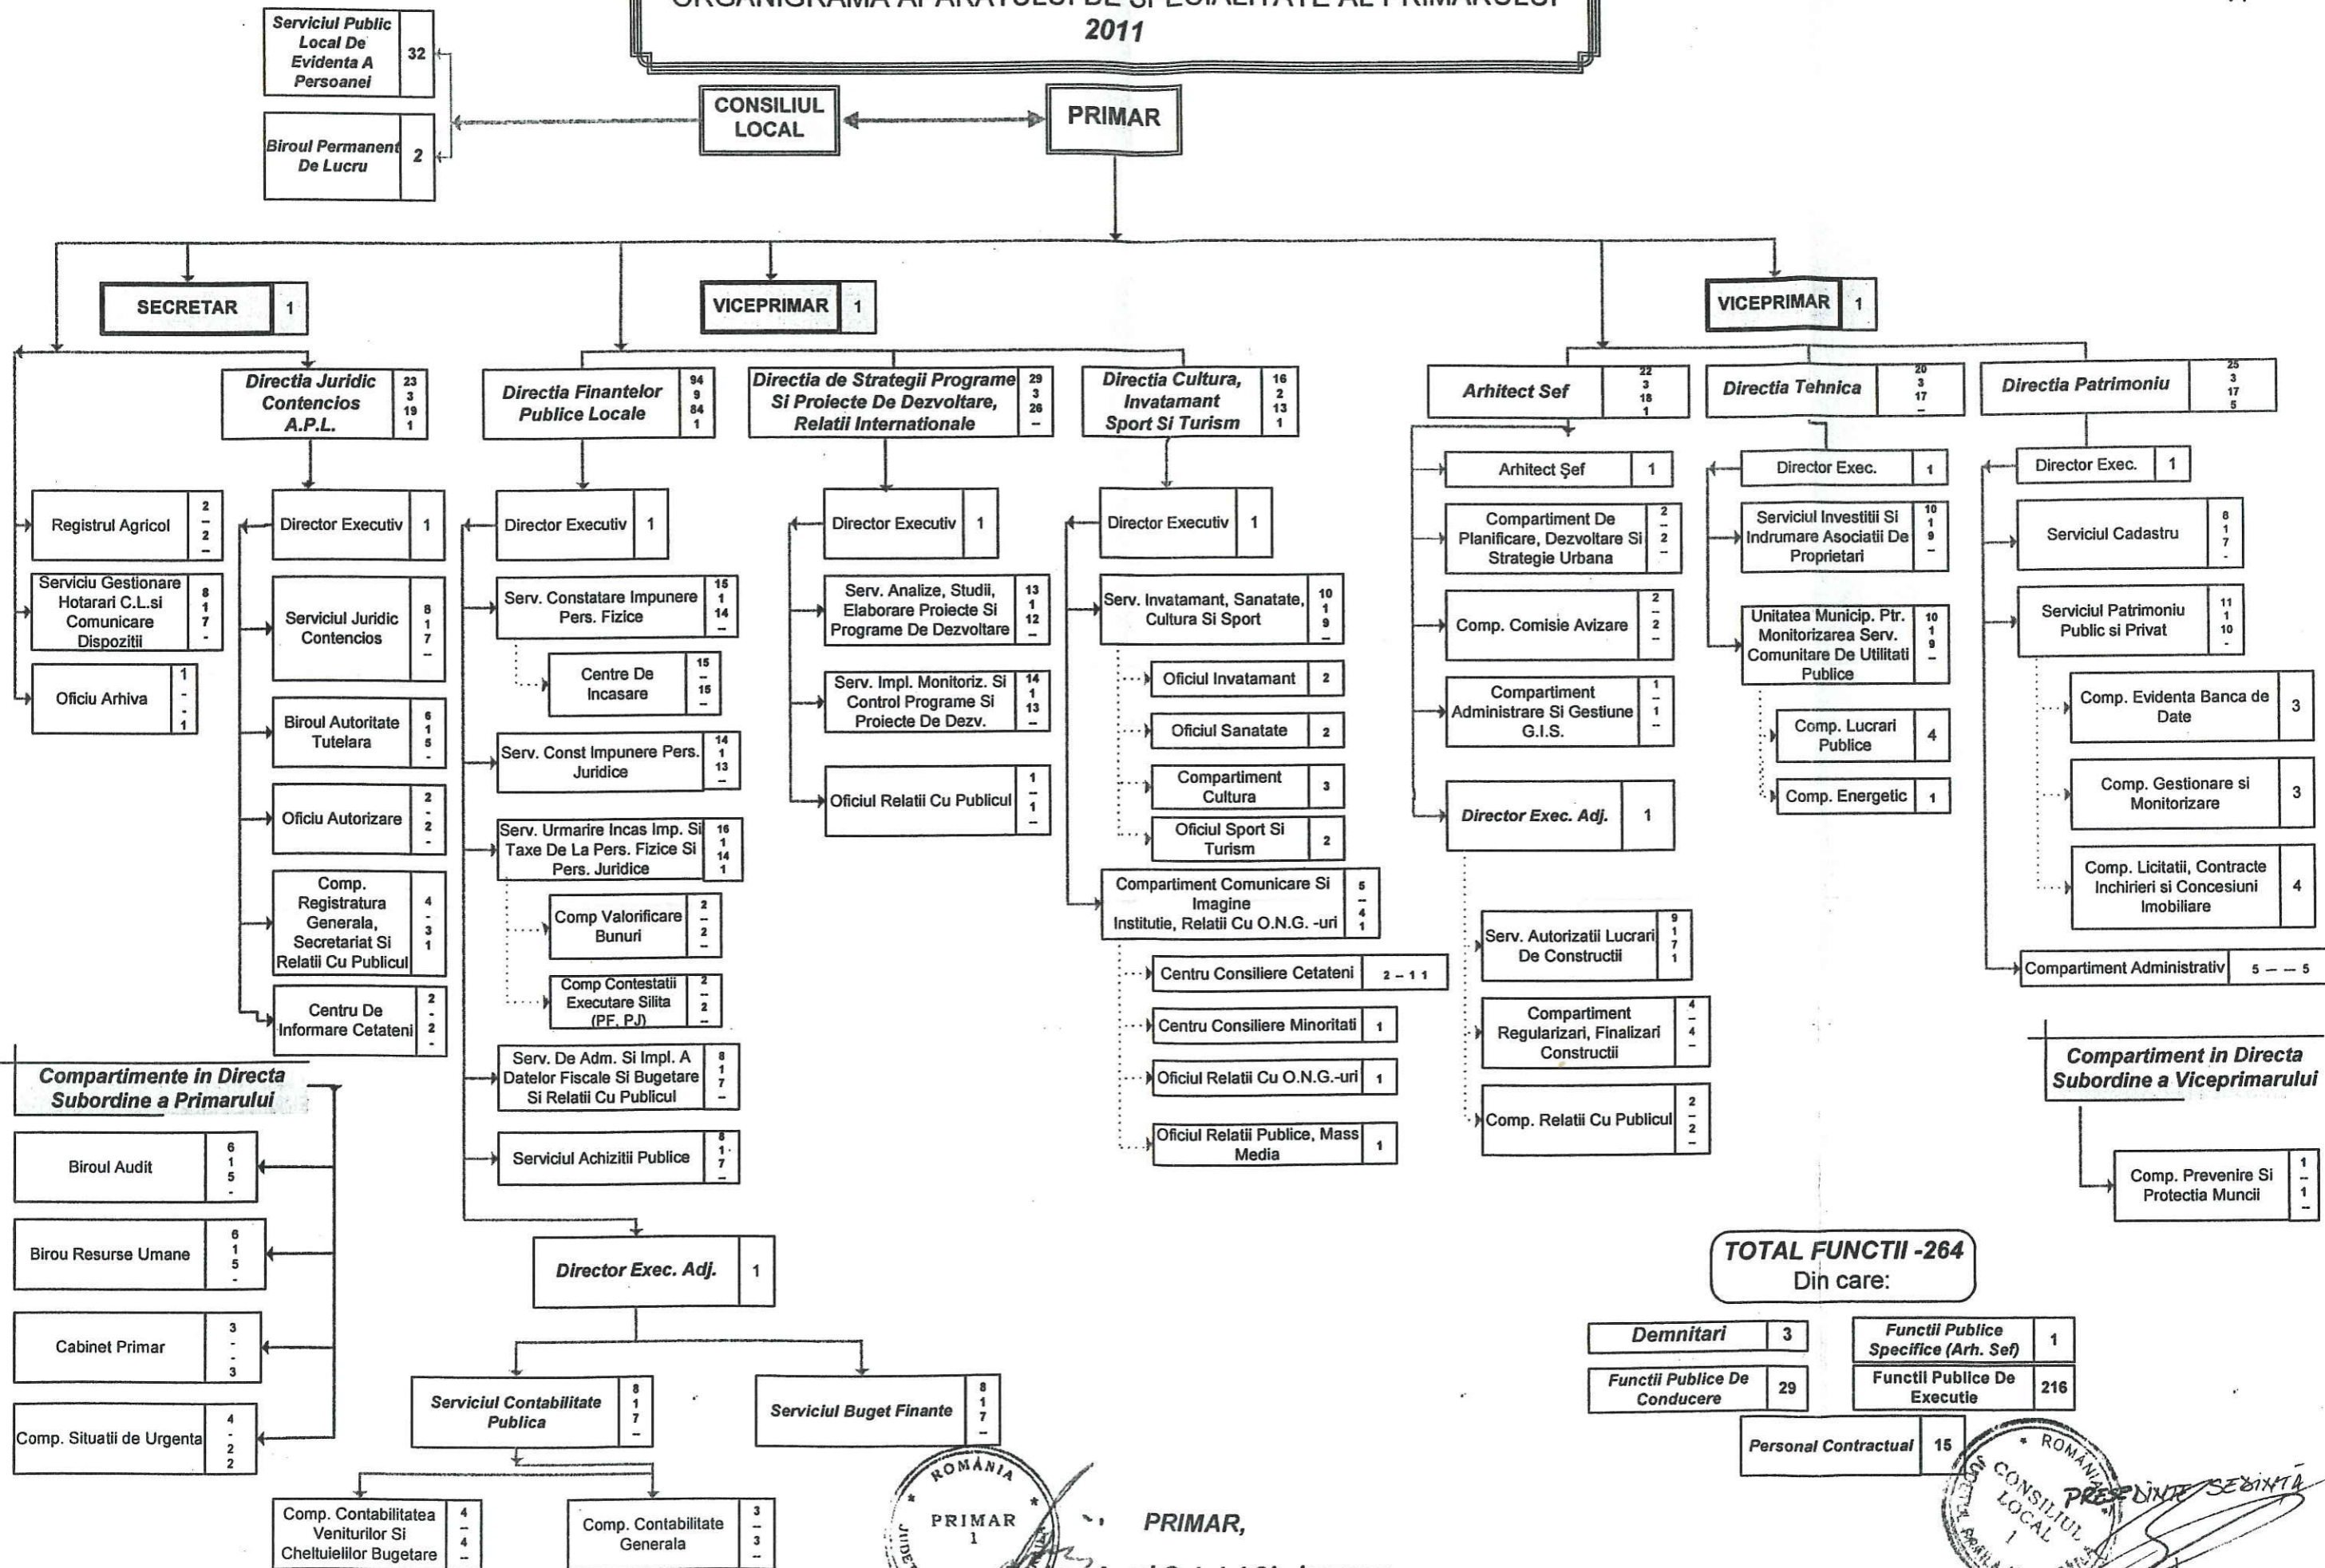 ORGANIGRAMA APARATULUI DE SPECIALITATE AL PRIMARULUI
2011
Serviciul Public
Local De
Evidenta A
Persoanei
32
Biroul Permanent
De Lucru
2
CONSILIUL
LOCAL
PRIMAR
SECRETAR
1
VICEPRIMAR
1
VICEPRIMAR
1
Directia Juridic
Contencios
A.P.L.
23
3
19
1
Directia Finantelor
Publice Locale
94
9
84
1
Directia de Strategii Programe
Si Proiecte De Dezvoltare,
Relatii Internationale
29
3
26
--
Directia Cultura,
Invatamant
Sport Si Turism
16
2
13
1
Arhitect Sef
22
3
18
1
Directia Tehnica
20
3
17
--
Directia Patrimoniu
25
3
17
5
Registrul Agricol
2
--
2
--
Serviciu Gestionare
Hotarari C.L.si
Comunicare
Dispozitii
8
1
7
-
Oficiu Arhiva
1
-
-
1
Director Executiv
1
Serviciul Juridic
Contencios
8
1
7
--
Biroul Autoritate
Tutelara
6
1
5
-
Oficiu Autorizare
2
-
2
-
Comp.
Registratura
Generala,
Secretariat Si
Relatii Cu Publicul
4
-
3
1
Centru De
Informare Cetateni
2
-
2
-
Director Executiv
1
Serv. Constatare Impunere
Pers. Fizice
15
1
14
--
Centre De
Incasare
15
--
15
--
Serv. Const Impunere Pers.
Juridice
14
1
13
--
Serv. Urmarire Incas Imp. Si
Taxe De La Pers. Fizice Si
Pers. Juridice
16
1
14
1
Comp Valorificare
Bunuri
2
--
2
--
Comp Contestatii
Executare Silita
(PF, PJ)
2
--
2
--
Serv. De Adm. Si Impl. A
Datelor Fiscale Si Bugetare
Si Relatii Cu Publicul
8
1
7
--
Serviciul Achizitii Publice
8
1
7
--
Director Exec. Adj.
1
Serviciul Contabilitate
Publica
8
1
7
--
Serviciul Buget Finante
8
1
7
--
Comp. Contabilitatea
Veniturilor Si
Cheltuielilor Bugetare
4
--
4
--
Comp. Contabilitate
Generala
3
--
3
--
Director Executiv
1
Serv. Analize, Studii,
Elaborare Proiecte Si
Programe De Dezvoltare
13
1
12
--
Serv. Impl. Monitoriz. Si
Control Programe Si
Proiecte De Dezv.
14
1
13
--
Oficiul Relatii Cu Publicul
1
--
1
--
Director Executiv
1
Serv. Invatamant, Sanatate,
Cultura Si Sport
10
1
9
--
Oficiul Invatamant
2
Oficiul Sanatate
2
Compartiment
Cultura
3
Oficiul Sport Si
Turism
2
Compartiment Comunicare Si
Imagine
Institutie, Relatii Cu O.N.G. -uri
5
--
4
1
Centru Consiliere Cetateni
2 -- 1 1
Centru Consiliere Minoritati
1
Oficiul Relatii Cu O.N.G.-uri
1
Oficiul Relatii Publice, Mass
Media
1
Arhitect Şef
1
Compartiment De
Planificare, Dezvoltare Si
Strategie Urbana
2
--
2
--
Comp. Comisie Avizare
2
--
2
--
Compartiment
Administrare Si Gestiune
G.I.S.
1
--
1
--
Director Exec. Adj.
1
Serv. Autorizatii Lucrari
De Constructii
9
1
7
1
Compartiment
Regularizari, Finalizari
Constructii
4
--
4
--
Comp. Relatii Cu Publicul
2
--
2
--
Director Exec.
1
Serviciul Investitii Si
Indrumare Asociatii De
Proprietari
10
1
9
--
Unitatea Municip. Ptr.
Monitorizarea Serv.
Comunitare De Utilitati
Publice
10
1
9
--
Comp. Lucrari
Publice
4
Comp. Energetic
1
Director Exec.
1
Serviciul Cadastru
8
1
7
-
Serviciul Patrimoniu
Public si Privat
11
1
10
-
Comp. Evidenta Banca de
Date
3
Comp. Gestionare si
Monitorizare
3
Comp. Licitatii, Contracte
Inchirieri si Concesiuni
Imobiliare
4
Compartiment Administrativ
5 -- -- 5
Compartimente in Directa
Subordine a Primarului
Biroul Audit
6
1
5
-
Birou Resurse Umane
6
1
5
-
Cabinet Primar
3
-
-
3
Comp. Situatii de Urgenta
4
-
2
2
Compartiment in Directa
Subordine a Viceprimarului
Comp. Prevenire Si
Protectia Muncii
1
--
1
--
TOTAL FUNCTII -264
Din care:
Demnitari
3
Functii Publice
Specifice (Arh. Sef)
1
Functii Publice De
Conducere
29
Functii Publice De
Executie
216
Personal Contractual
15
ROMÂNIA
PRIMAR
1
PRIMAR,
ROMÂNIA
CONSILIUL
LOCAL
1
PRESEDINTE SEDINTA